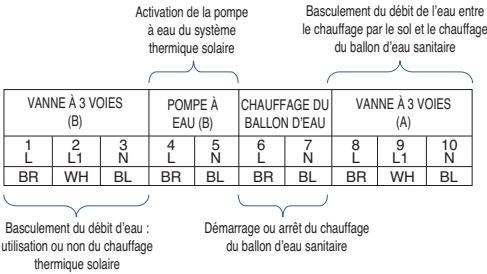 Activation de la pompe
à eau du système
thermique solaire
Basculement du débit de l'eau entre
le chauffage par le sol et le chauffage
du ballon d'eau sanitaire
VANNE À 3 VOIES
(B)
POMPE À
EAU (B)
CHAUFFAGE DU
BALLON D'EAU
VANNE À 3 VOIES
(A)
1 2 3 4 5 6 7 8 9 10
L L1 N L N L N L L1 N
BR WH BL BR BL BR BL BR WH BL
Basculement du débit d'eau :
utilisation ou non du chauffage
thermique solaire
Démarrage ou arrêt du chauffage
du ballon d'eau sanitaire